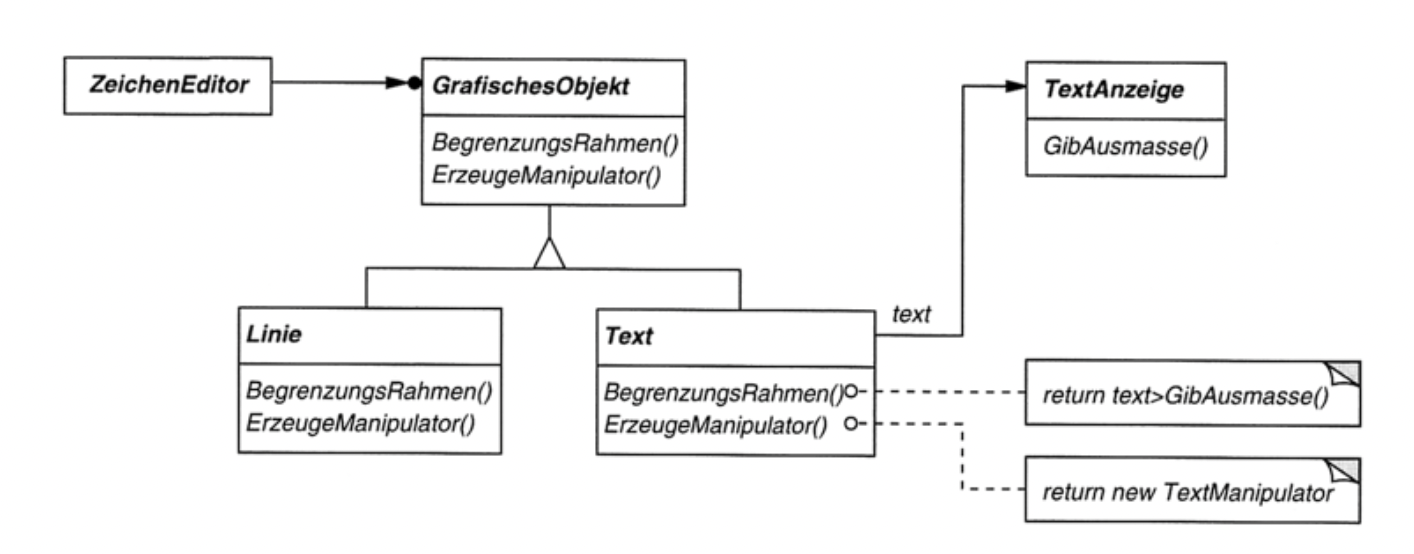 ZeichenEditor
GrafischesObjekt
BegrenzungsRahmen()
ErzeugeManipulator()
TextAnzeige
GibAusmasse()
Linie
BegrenzungsRahmen()
ErzeugeManipulator()
Text
BegrenzungsRahmen()
ErzeugeManipulator()
text
return text>GibAusmasse()
return new TextManipulator